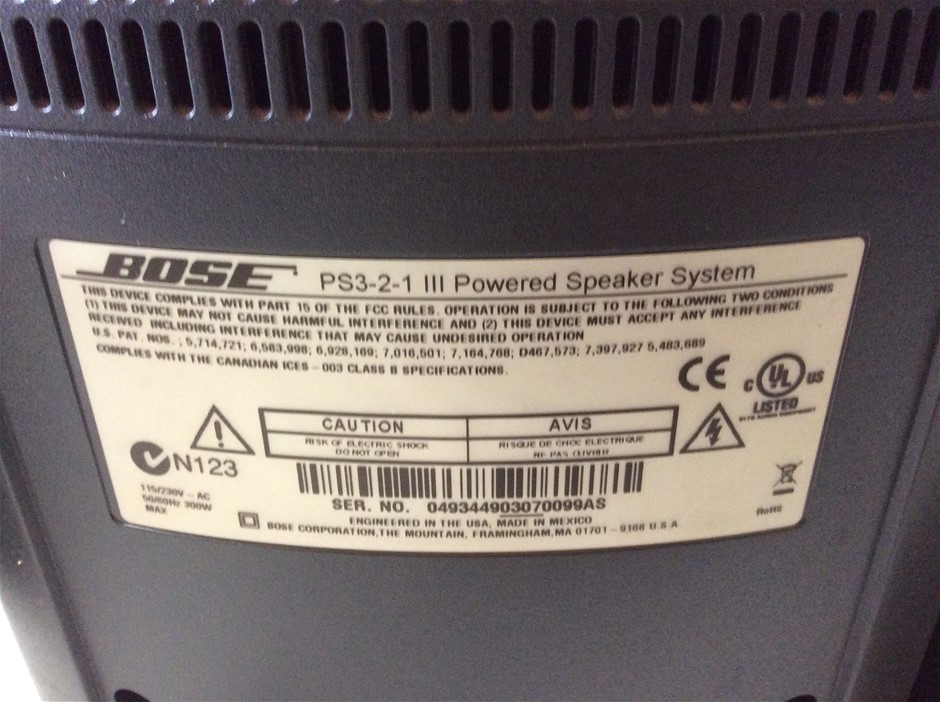 BOSE PS3-2-1 III Powered Speaker System
THIS DEVICE COMPLIES WITH PART 15 OF THE FCC RULES. OPERATION IS SUBJECT TO THE FOLLOWING TWO CONDITIONS
(1) THIS DEVICE MAY NOT CAUSE HARMFUL INTERFERENCE AND (2) THIS DEVICE MUST ACCEPT ANY INTERFERENCE
RECEIVED INCLUDING INTERFERENCE THAT MAY CAUSE UNDESIRED OPERATION
U.S. PAT. NOS. ; 5,714,721; 6,583,998; 6,928,169; 7,016,501; 7,164,768; D467,573; 7,397,927 5,483,689
COMPLIES WITH THE CANADIAN ICES - 003 CLASS B SPECIFICATIONS.
CE
C UL US
LISTED
CAUTION
RISK OF ELECTRIC SHOCK
DO NOT OPEN
AVIS
RISQUE DE CHOC ELECTRIQUE
NE PAS OUVRIR
N123
115/230V - AC
50/60Hz 300W
MAX
SER. NO. 049344903070099AS
ENGINEERED IN THE USA, MADE IN MEXICO
BOSE CORPORATION, THE MOUNTAIN, FRAMINGHAM, MA 01701 - 9168 U.S.A
RoHS